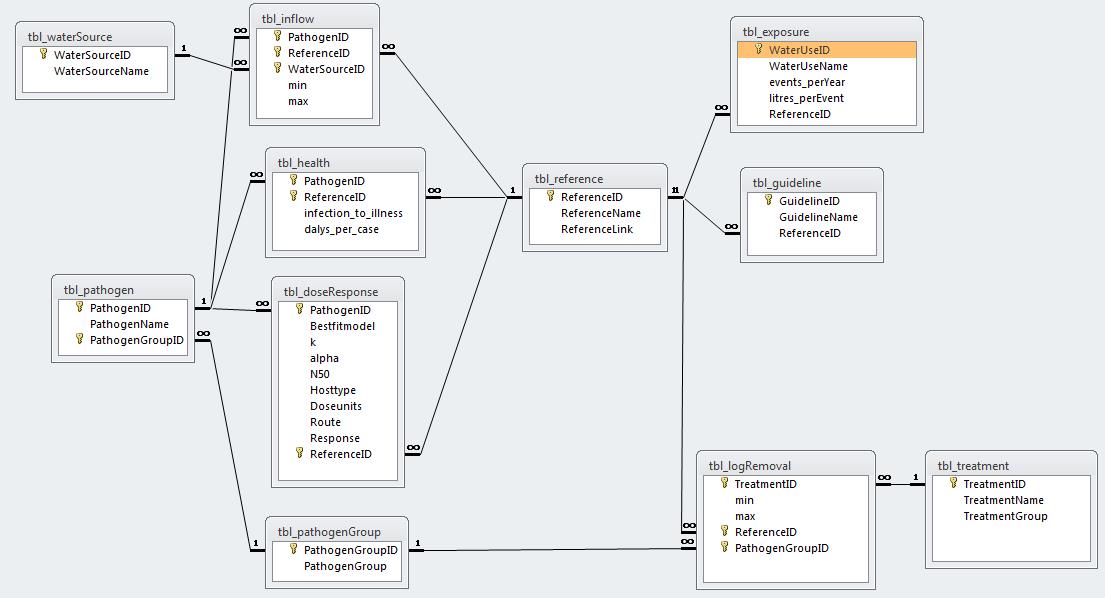 tbl_waterSource
WaterSourceID
WaterSourceName
1
tbl_inflow
PathogenID
ReferenceID
WaterSourceID
min
max
∞
∞
∞
tbl_health
PathogenID
ReferenceID
infection_to_illness
dalys_per_case
∞
∞
tbl_pathogen
PathogenID
PathogenName
PathogenGroupID
1
∞
tbl_doseResponse
PathogenID
Bestfitmodel
k
alpha
N50
Hosttype
Doseunits
Route
Response
ReferenceID
∞
∞
tbl_pathogenGroup
PathogenGroupID
PathogenGroup
1
1
tbl_reference
ReferenceID
ReferenceName
ReferenceLink
1
11
tbl_exposure
WaterUseID
WaterUseName
events_perYear
litres_perEvent
ReferenceID
∞
tbl_guideline
GuidelineID
GuidelineName
ReferenceID
∞
tbl_logRemoval
TreatmentID
min
max
ReferenceID
PathogenGroupID
∞
∞
∞
1
tbl_treatment
TreatmentID
TreatmentName
TreatmentGroup